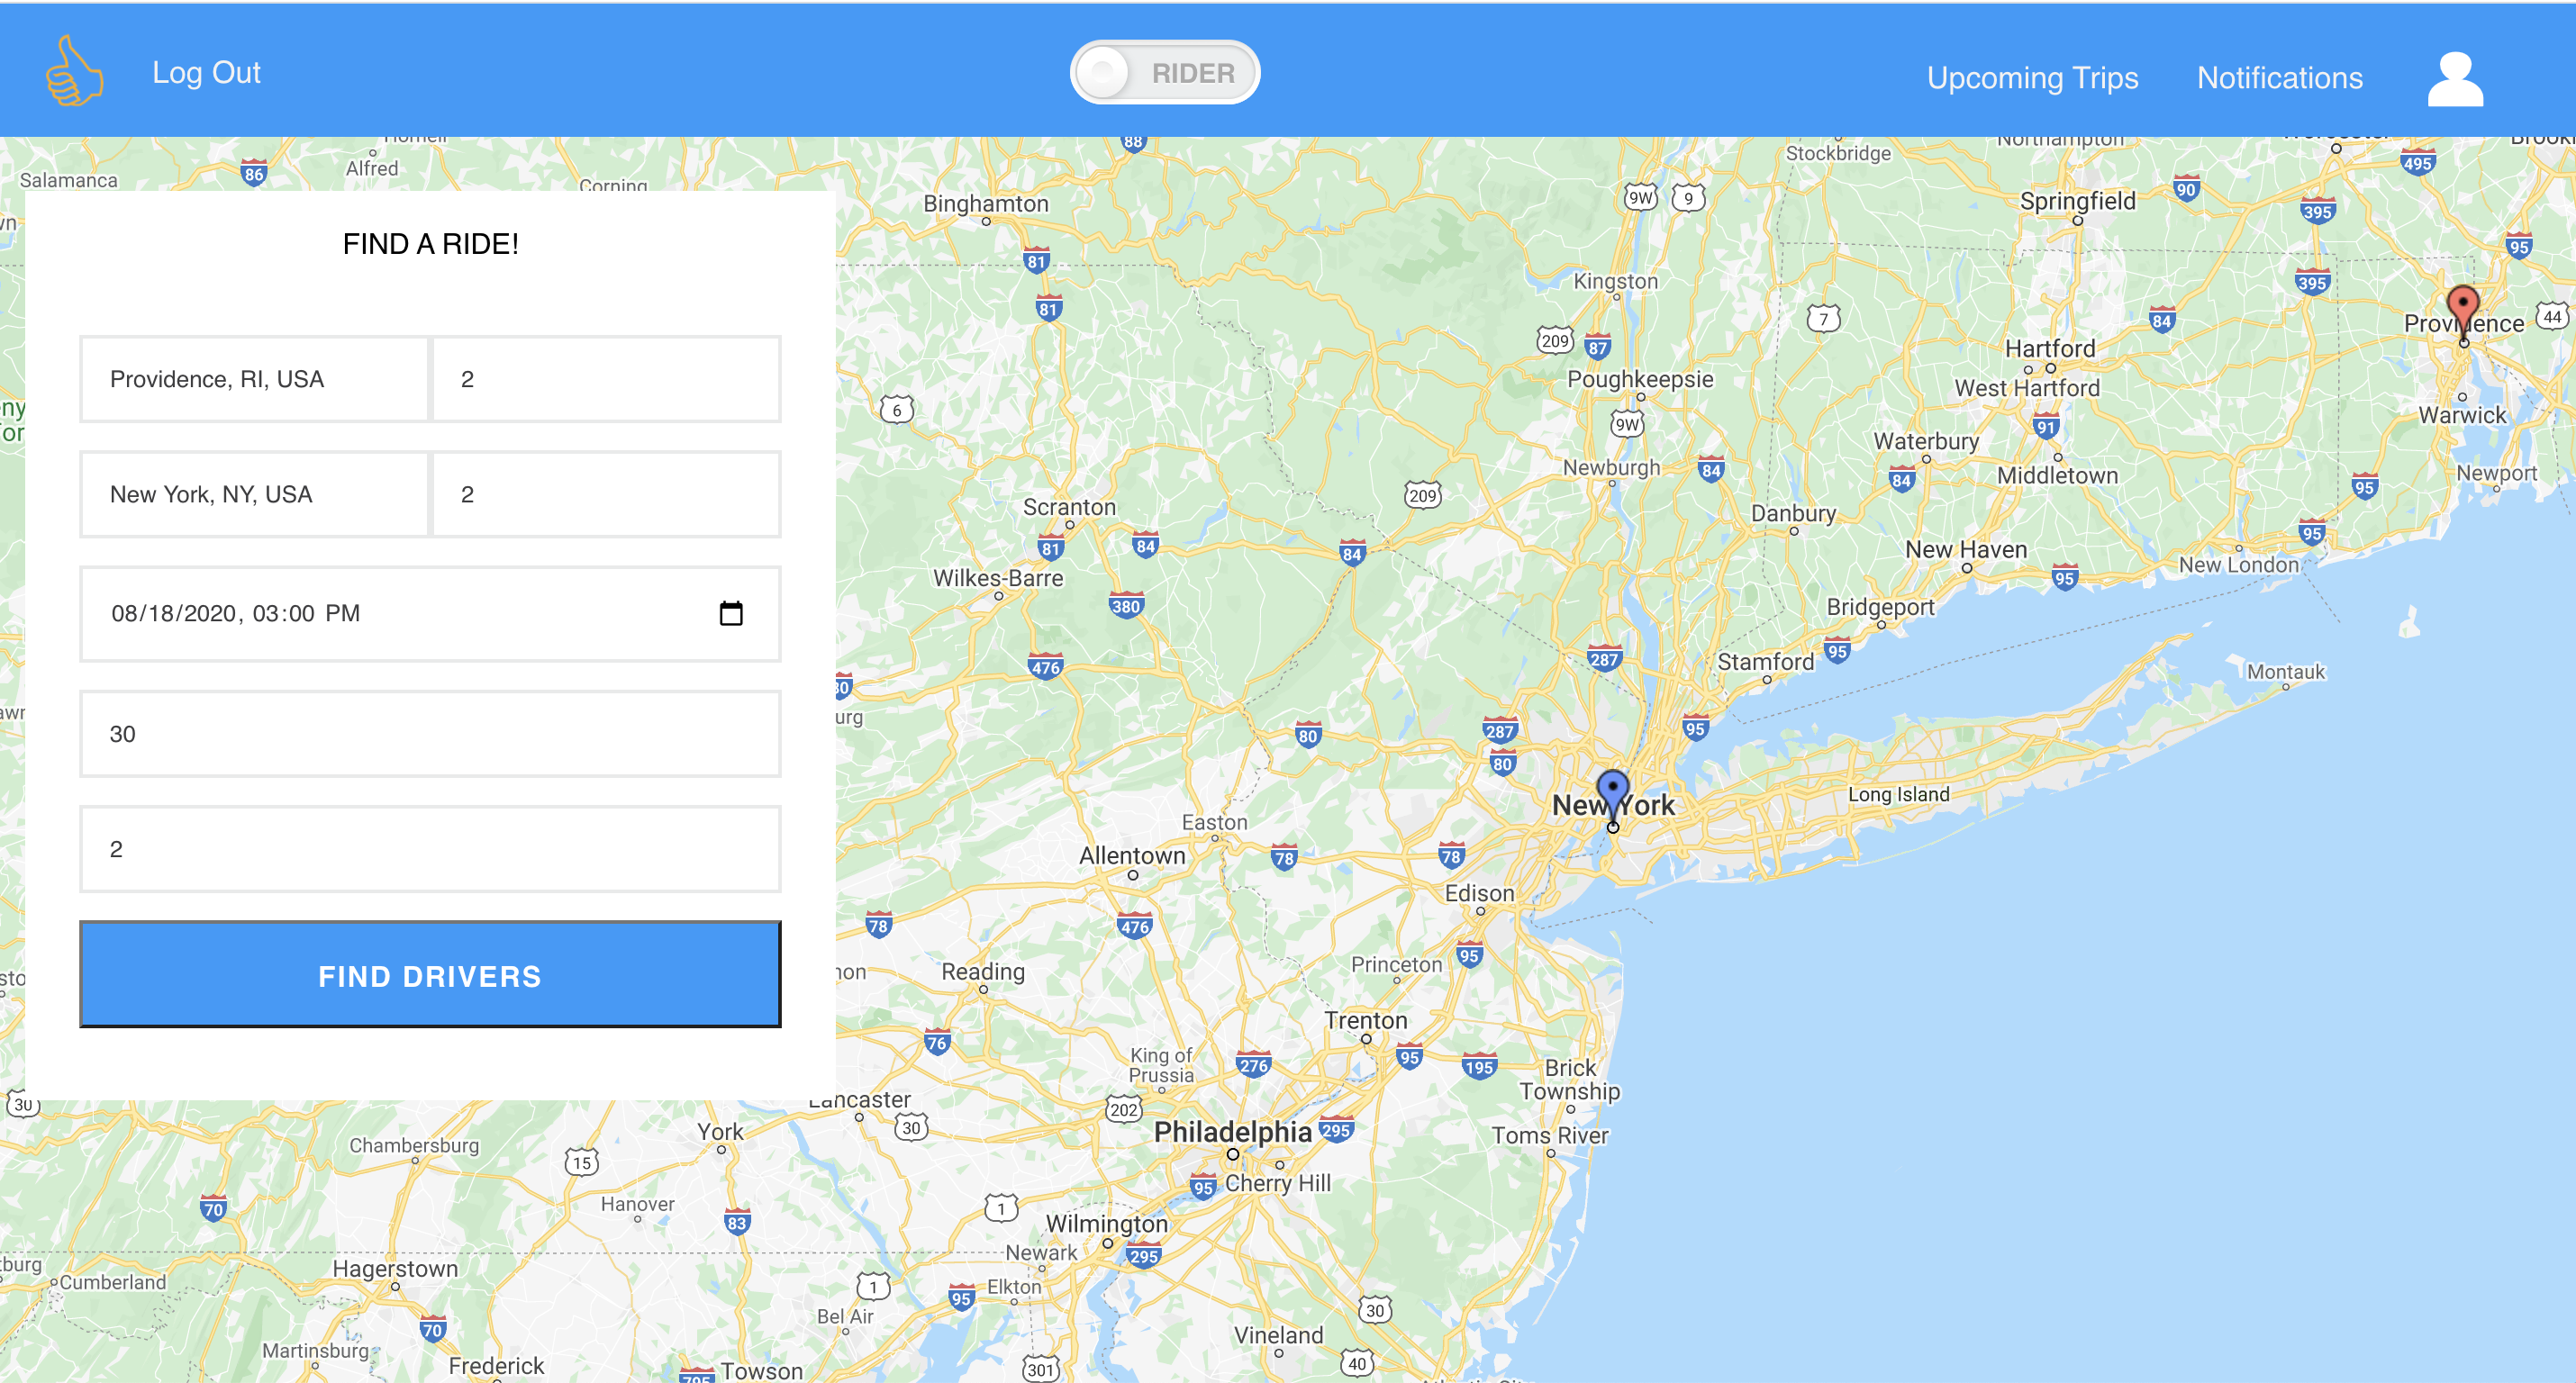 Log Out
RIDER
Upcoming Trips
Notifications
FIND A RIDE!
Providence, RI, USA
2
New York, NY, USA
2
08/18/2020, 03:00 PM
30
2
FIND DRIVERS
Salamanca
86
Alfred
Corning
88
Binghamton
81
81
9W
9
Stockbridge
Northampton
Springfield
90
495
395
95
395
Kingston
209
87
7
84
Providence
44
Hartford
West Hartford
Warwick
91
Poughkeepsie
9W
6
Waterbury
84
Middletown
Newburgh
84
209
Newport
95
Scranton
81
84
84
Danbury
New Haven
95
New London
95
Wilkes-Barre
380
Bridgeport
476
287
Stamford
95
Montauk
80
287
80
95
New York
Long Island
Easton
Allentown
78
78
Edison
78
476
95
Reading
Princeton
Trenton
76
King of
Prussia
276
95
195
Brick
Township
30
Lancaster
30
202
Philadelphia
295
Toms River
York
Chambersburg
15
95
Cherry Hill
70
Hanover
83
1
Wilmington
295
Newark
Cumberland
Hagerstown
1
95
Elkton
30
Bel Air
70
Martinsburg
Frederick
Towson
301
Vineland
40